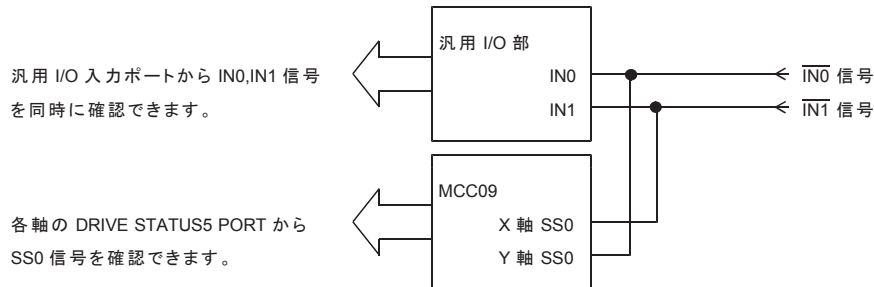 汎用 I/O 部
汎用 I/O 入力ポートから IN0,IN1 信号
を同時に確認できます。
IN0
IN1
IN0 信号
IN1 信号
MCC09
各軸の DRIVE STATUS5 PORT から
SS0 信号を確認できます。
X 軸 SS0
Y 軸 SS0